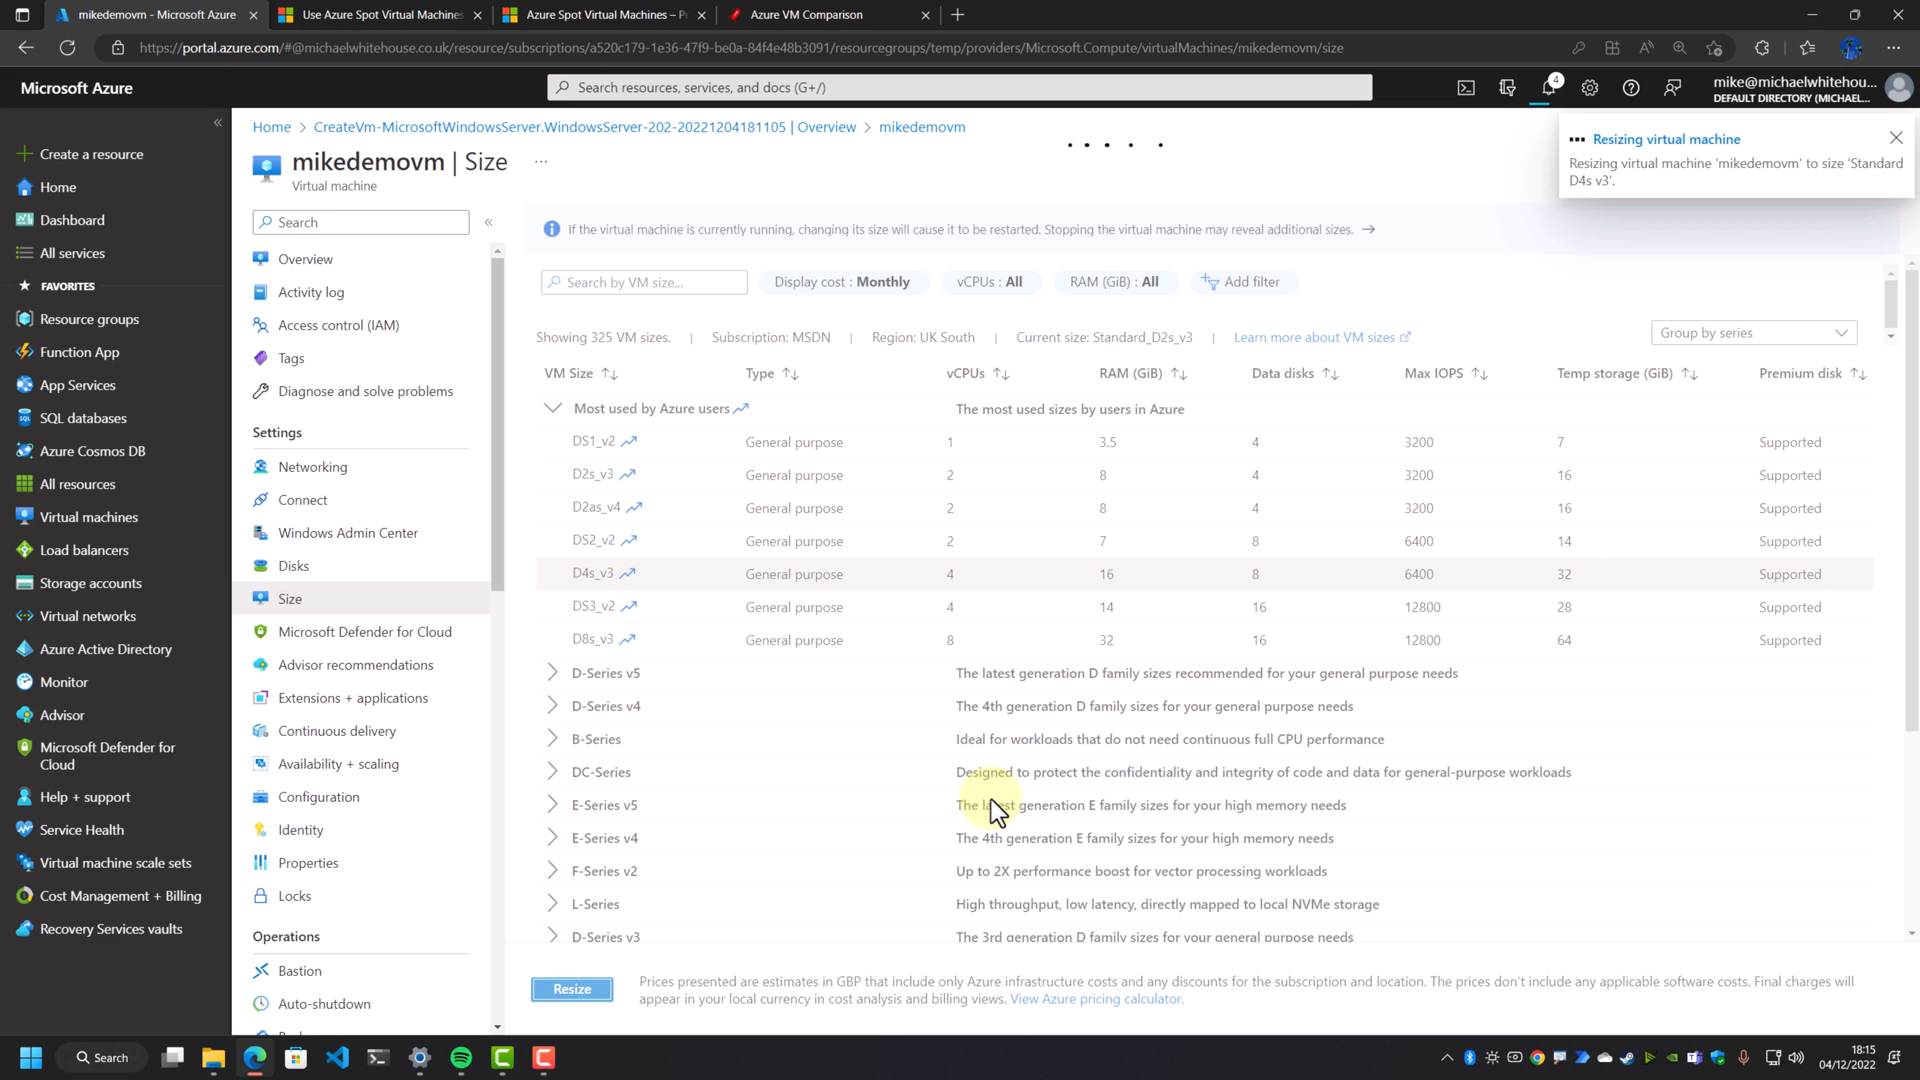 mikedemovm - Microsoft Azure
Use Azure Spot Virtual Machines
Azure Spot Virtual Machines – Pr
Azure VM Comparison
https://portal.azure.com/#@michaelwhitehouse.co.uk/resource/subscriptions/a520c179-1e36-47f9-be0a-84f4e48b3091/resourcegroups/temp/providers/Microsoft.Compute/virtualMachines/mikedemovm/size
Microsoft Azure
Search resources, services, and docs (G+/)
4
mike@michaelwhitehou...
DEFAULT DIRECTORY (MICHAEL...
Create a resource
Home
Dashboard
All services
FAVORITES
Resource groups
Function App
App Services
SQL databases
Azure Cosmos DB
All resources
Virtual machines
Load balancers
Storage accounts
Virtual networks
Azure Active Directory
Monitor
Advisor
Microsoft Defender for
Cloud
Help + support
Service Health
Virtual machine scale sets
Cost Management + Billing
Recovery Services vaults
Home > CreateVm-MicrosoftWindowsServer.WindowsServer-202-20221204181105 | Overview > mikedemovm
mikedemovm | Size ...
Virtual machine
Resizing virtual machine
Resizing virtual machine 'mikedemovm' to size 'Standard
D4s v3'.
Search
Overview
Activity log
Access control (IAM)
Tags
Diagnose and solve problems
Settings
Networking
Connect
Windows Admin Center
Disks
Size
Microsoft Defender for Cloud
Advisor recommendations
Extensions + applications
Continuous delivery
Availability + scaling
Configuration
Identity
Properties
Locks
Operations
Bastion
Auto-shutdown
If the virtual machine is currently running, changing its size will cause it to be restarted. Stopping the virtual machine may reveal additional sizes. →
Search by VM size...
Display cost : Monthly
vCPUs : All
RAM (GiB) : All
Add filter
Showing 325 VM sizes. | Subscription: MSDN | Region: UK South | Current size: Standard_D2s_v3 | Learn more about VM sizes
Group by series
VM Size Type vCPUs RAM (GiB) Data disks Max IOPS Temp storage (GiB) Premium disk
Most used by Azure users The most used sizes by users in Azure
DS1_v2 General purpose 1 3.5 4 3200 7 Supported
D2s_v3 General purpose 2 8 4 3200 16 Supported
D2as_v4 General purpose 2 8 4 3200 16 Supported
DS2_v2 General purpose 2 7 8 6400 14 Supported
D4s_v3 General purpose 4 16 8 6400 32 Supported
DS3_v2 General purpose 4 14 16 12800 28 Supported
D8s_v3 General purpose 8 32 16 12800 64 Supported
D-Series v5 The latest generation D family sizes recommended for your general purpose needs
D-Series v4 The 4th generation D family sizes for your general purpose needs
B-Series Ideal for workloads that do not need continuous full CPU performance
DC-Series Designed to protect the confidentiality and integrity of code and data for general-purpose workloads
E-Series v5 The latest generation E family sizes for your high memory needs
E-Series v4 The 4th generation E family sizes for your high memory needs
F-Series v2 Up to 2X performance boost for vector processing workloads
L-Series High throughput, low latency, directly mapped to local NVMe storage
D-Series v3 The 3rd generation D family sizes for your general purpose needs
Resize
Prices presented are estimates in GBP that include only Azure infrastructure costs and any discounts for the subscription and location. The prices don't include any applicable software costs. Final charges will
appear in your local currency in cost analysis and billing views. View Azure pricing calculator.
Search
18:15
04/12/2022